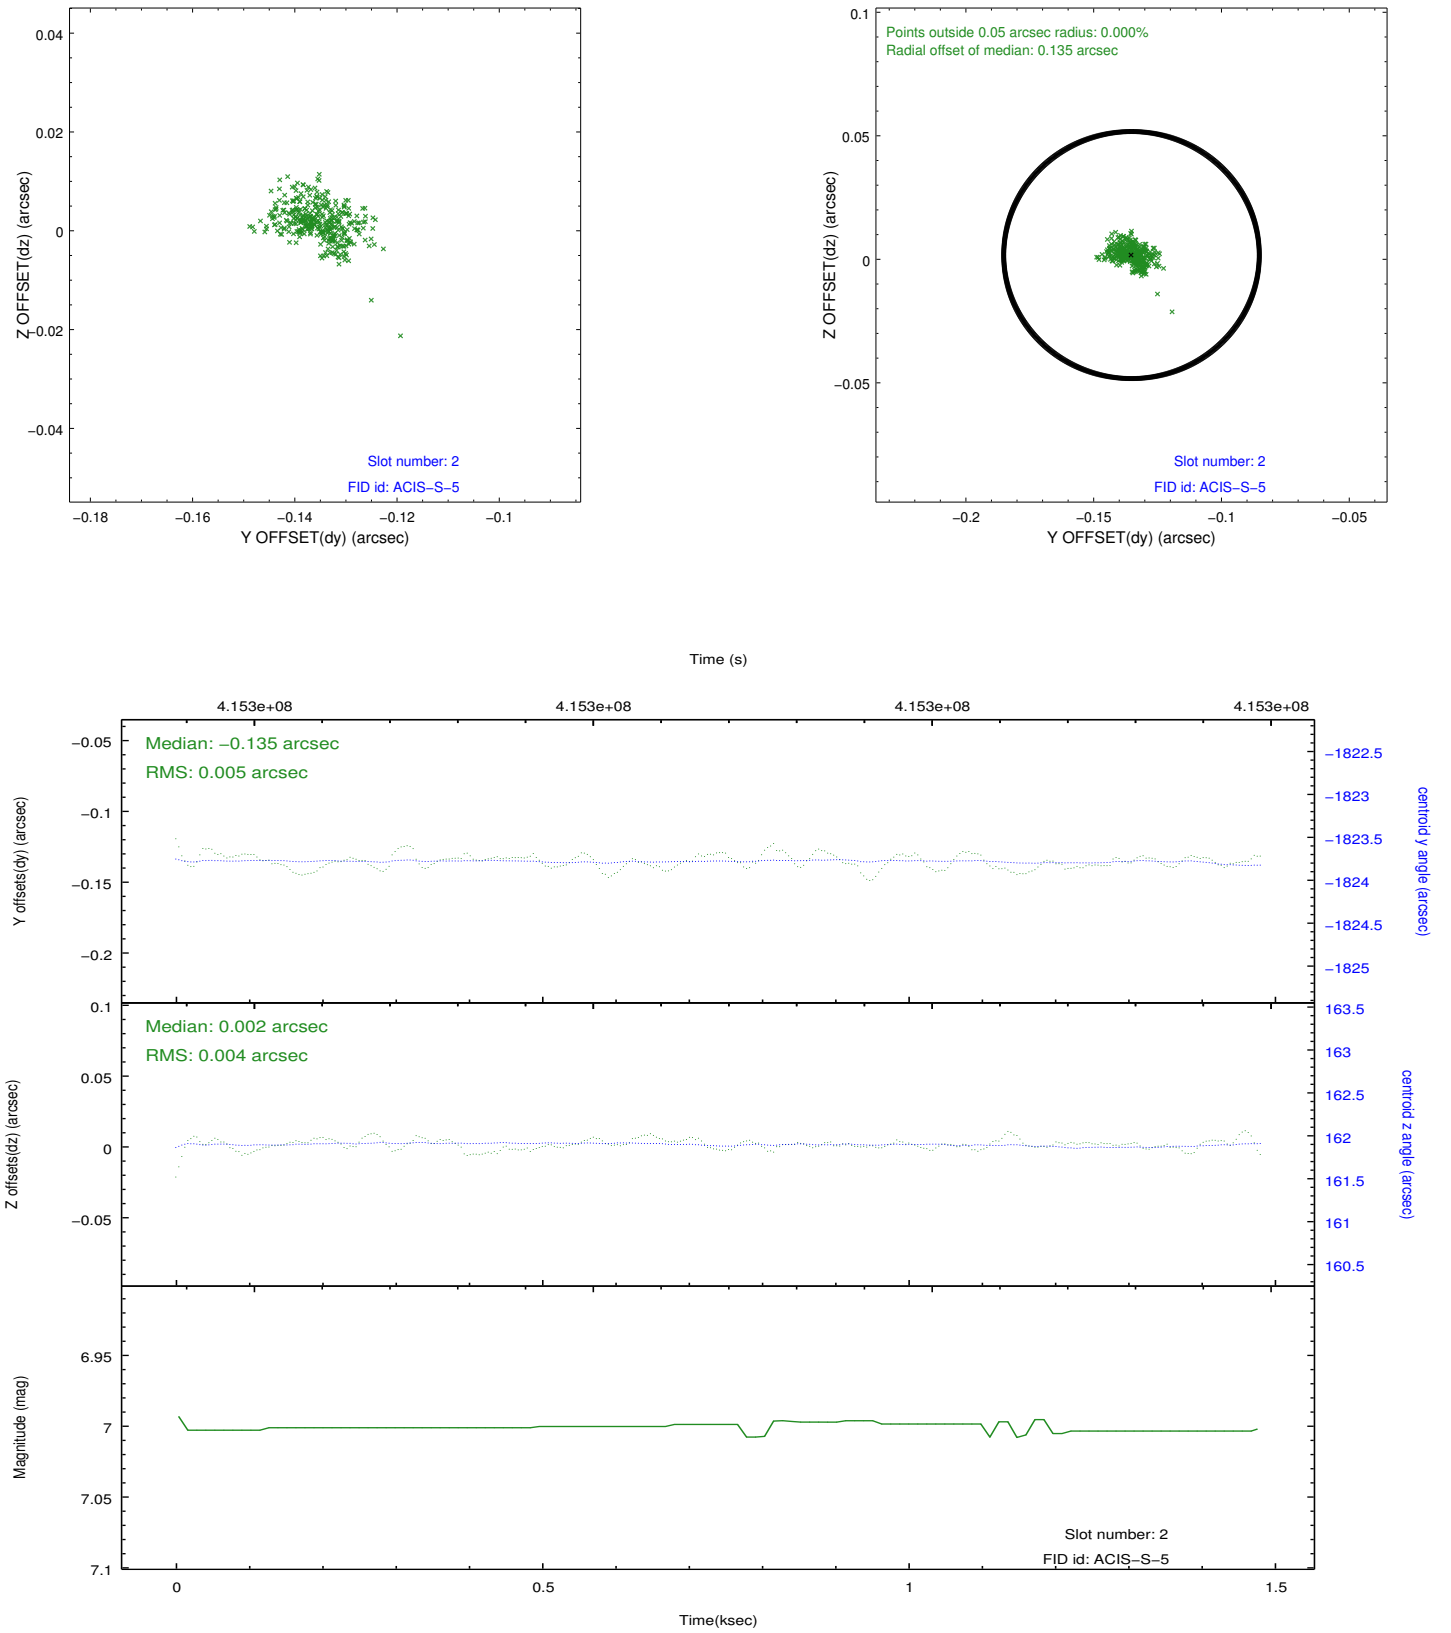 0.04
0.02
0
−0.02
−0.04
Z OFFSET(dz) (arcsec)
Slot number: 2
FID id: ACIS−S−5
−0.18
−0.16
−0.14
−0.12
−0.1
Y OFFSET(dy) (arcsec)
0.1
0.05
0
−0.05
Z OFFSET(dz) (arcsec)
Points outside 0.05 arcsec radius: 0.000%
Radial offset of median: 0.135 arcsec
Slot number: 2
FID id: ACIS−S−5
−0.2
−0.15
−0.1
−0.05
Y OFFSET(dy) (arcsec)
Time (s)
4.153e+08
4.153e+08
4.153e+08
4.153e+08
−0.05
−0.1
−0.15
−0.2
Y offsets(dy) (arcsec)
Median: −0.135 arcsec
RMS: 0.005 arcsec
−1822.5
−1823
−1823.5
−1824
−1824.5
−1825
centroid y angle (arcsec)
0.1
0.05
0
−0.05
Z offsets(dz) (arcsec)
Median: 0.002 arcsec
RMS: 0.004 arcsec
163.5
163
162.5
162
161.5
161
160.5
centroid z angle (arcsec)
6.95
7
7.05
7.1
Magnitude (mag)
Slot number: 2
FID id: ACIS−S−5
0
0.5
1
1.5
Time(ksec)